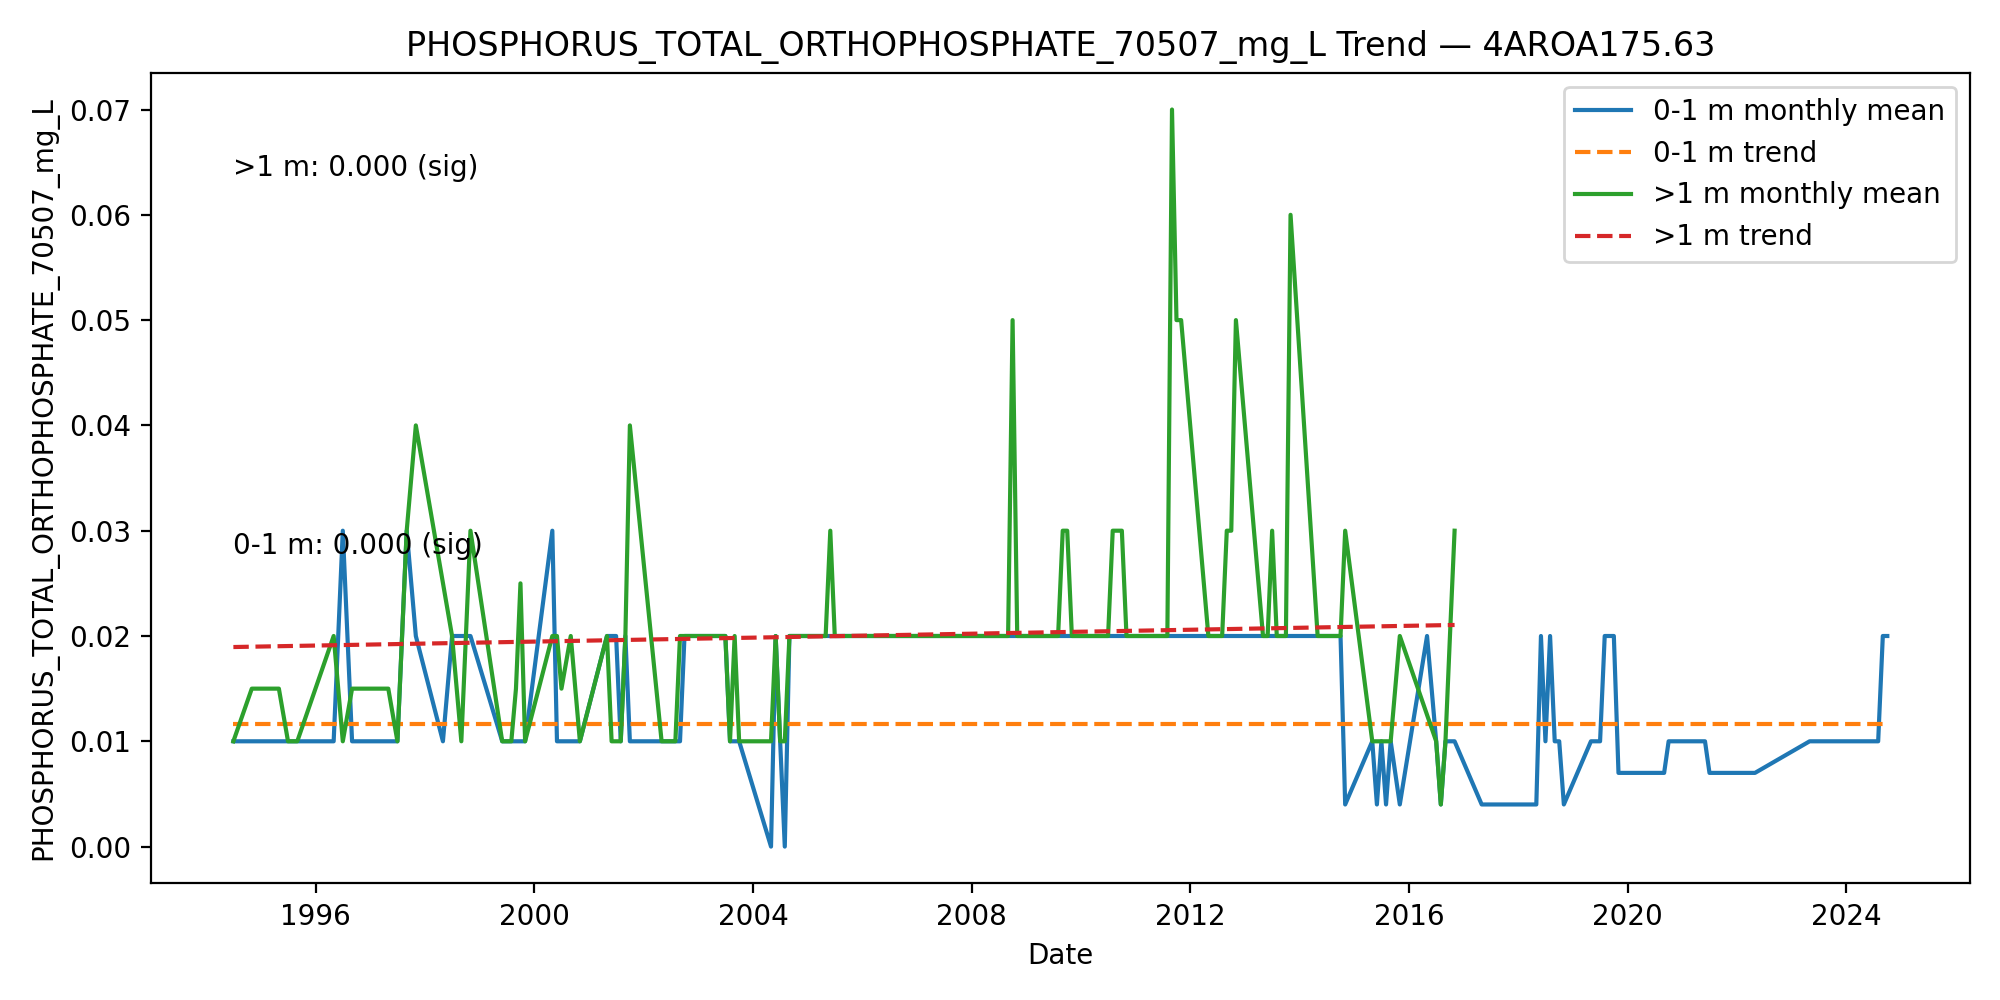 PHOSPHORUS_TOTAL_ORTHOPHOSPHATE_70507_mg_L Trend — 4AROA175.63
PHOSPHORUS_TOTAL_ORTHOPHOSPHATE_70507_mg_L
0.07
0.06
0.05
0.04
0.03
0.02
0.01
0.00
>1 m: 0.000 (sig)
0-1 m: 0.000 (sig)
0-1 m monthly mean
0-1 m trend
>1 m monthly mean
>1 m trend
1996 2000 2004 2008 2012 2016 2020 2024
Date